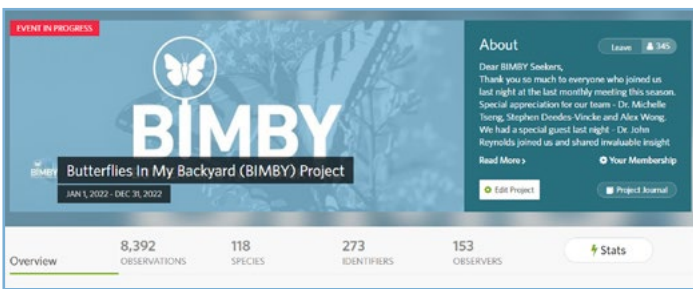 EVENT IN PROGRESS
BIMBY
Butterflies In My Backyard (BIMBY) Project
JAN 1, 2022 - DEC 31, 2022
About
Leave 345
Dear BIMBY Seekers,
Thank you so much to everyone who joined us
last night at the last monthly meeting this season.
Special appreciation for our team - Dr. Michelle
Tseng, Stephen Deedes-Vincke and Alex Wong.
We had a special guest last night - Dr. John
Reynolds joined us and shared invaluable insight
Read More >
Your Membership
Edit Project
Project Journal
Overview
8,392
OBSERVATIONS
118
SPECIES
273
IDENTIFIERS
153
OBSERVERS
Stats